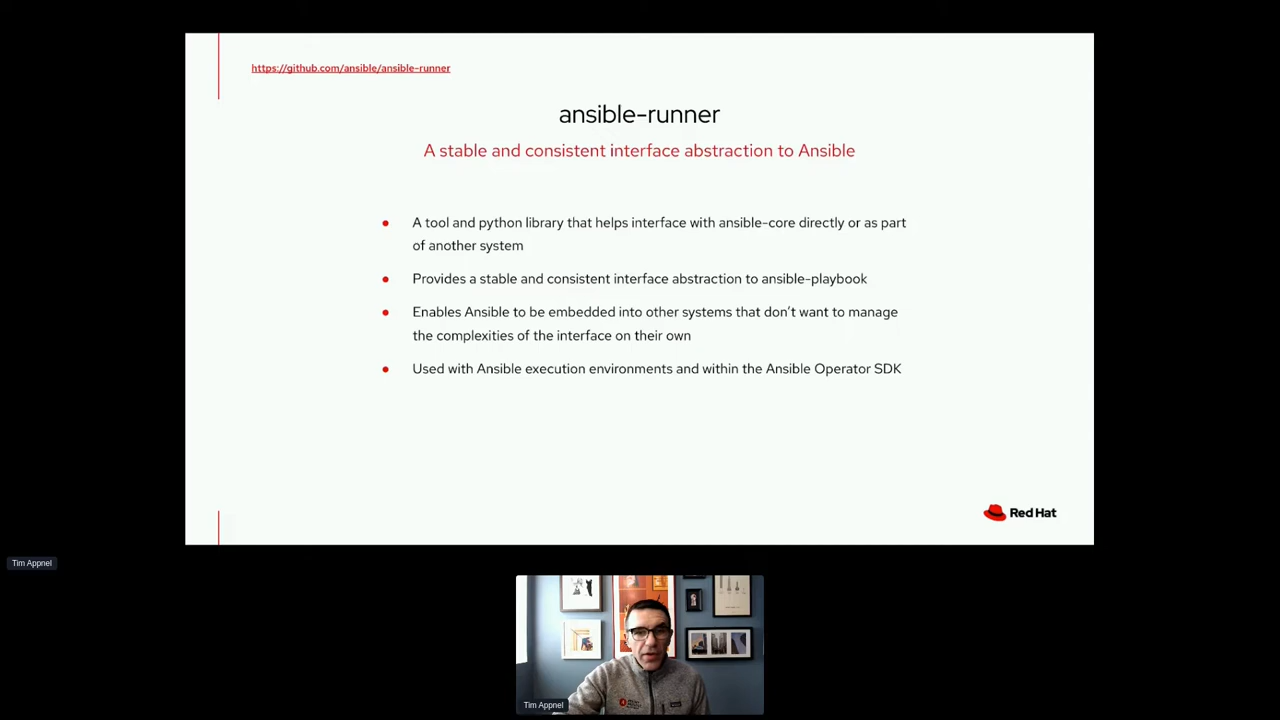 https://github.com/ansible/ansible-runner
ansible-runner
A stable and consistent interface abstraction to Ansible
A tool and python library that helps interface with ansible-core directly or as part
of another system
Provides a stable and consistent interface abstraction to ansible-playbook
Enables Ansible to be embedded into other systems that don't want to manage
the complexities of the interface on their own
Used with Ansible execution environments and within the Ansible Operator SDK
Red Hat
Tim Appnel
Tim Appnel